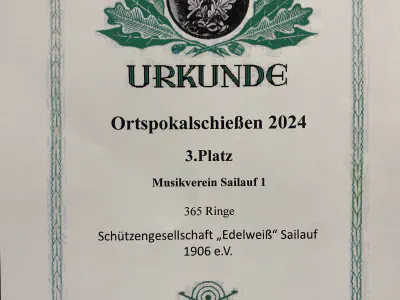 URKUNDE
Ortspokalschießen 2024
3.Platz
Musikverein Sailauf 1
365 Ringe
Schützengesellschaft „Edelweiß“ Sailauf
1906 e.V.